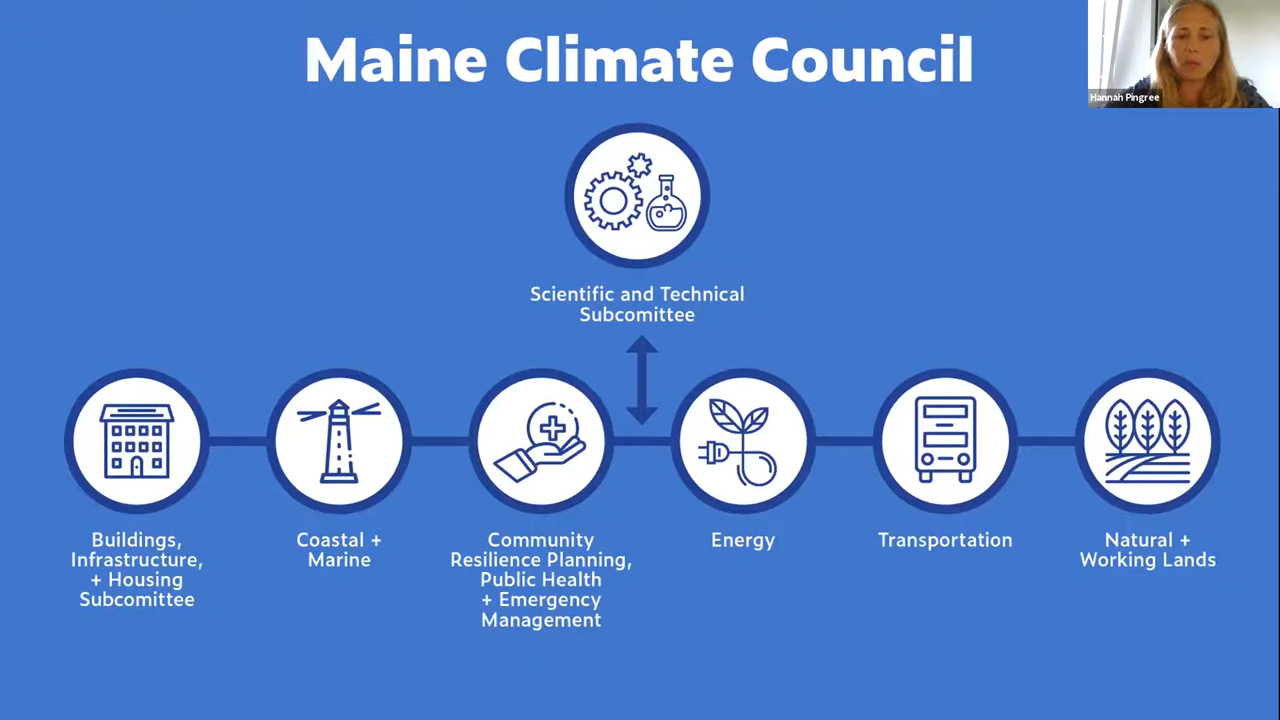 Maine Climate Council
Hannah Pingree
Scientific and Technical
Subcomittee
Buildings,
Infrastructure,
+ Housing
Subcomittee
Coastal +
Marine
Community
Resilience Planning,
Public Health
+ Emergency
Management
Energy
Transportation
Natural +
Working Lands